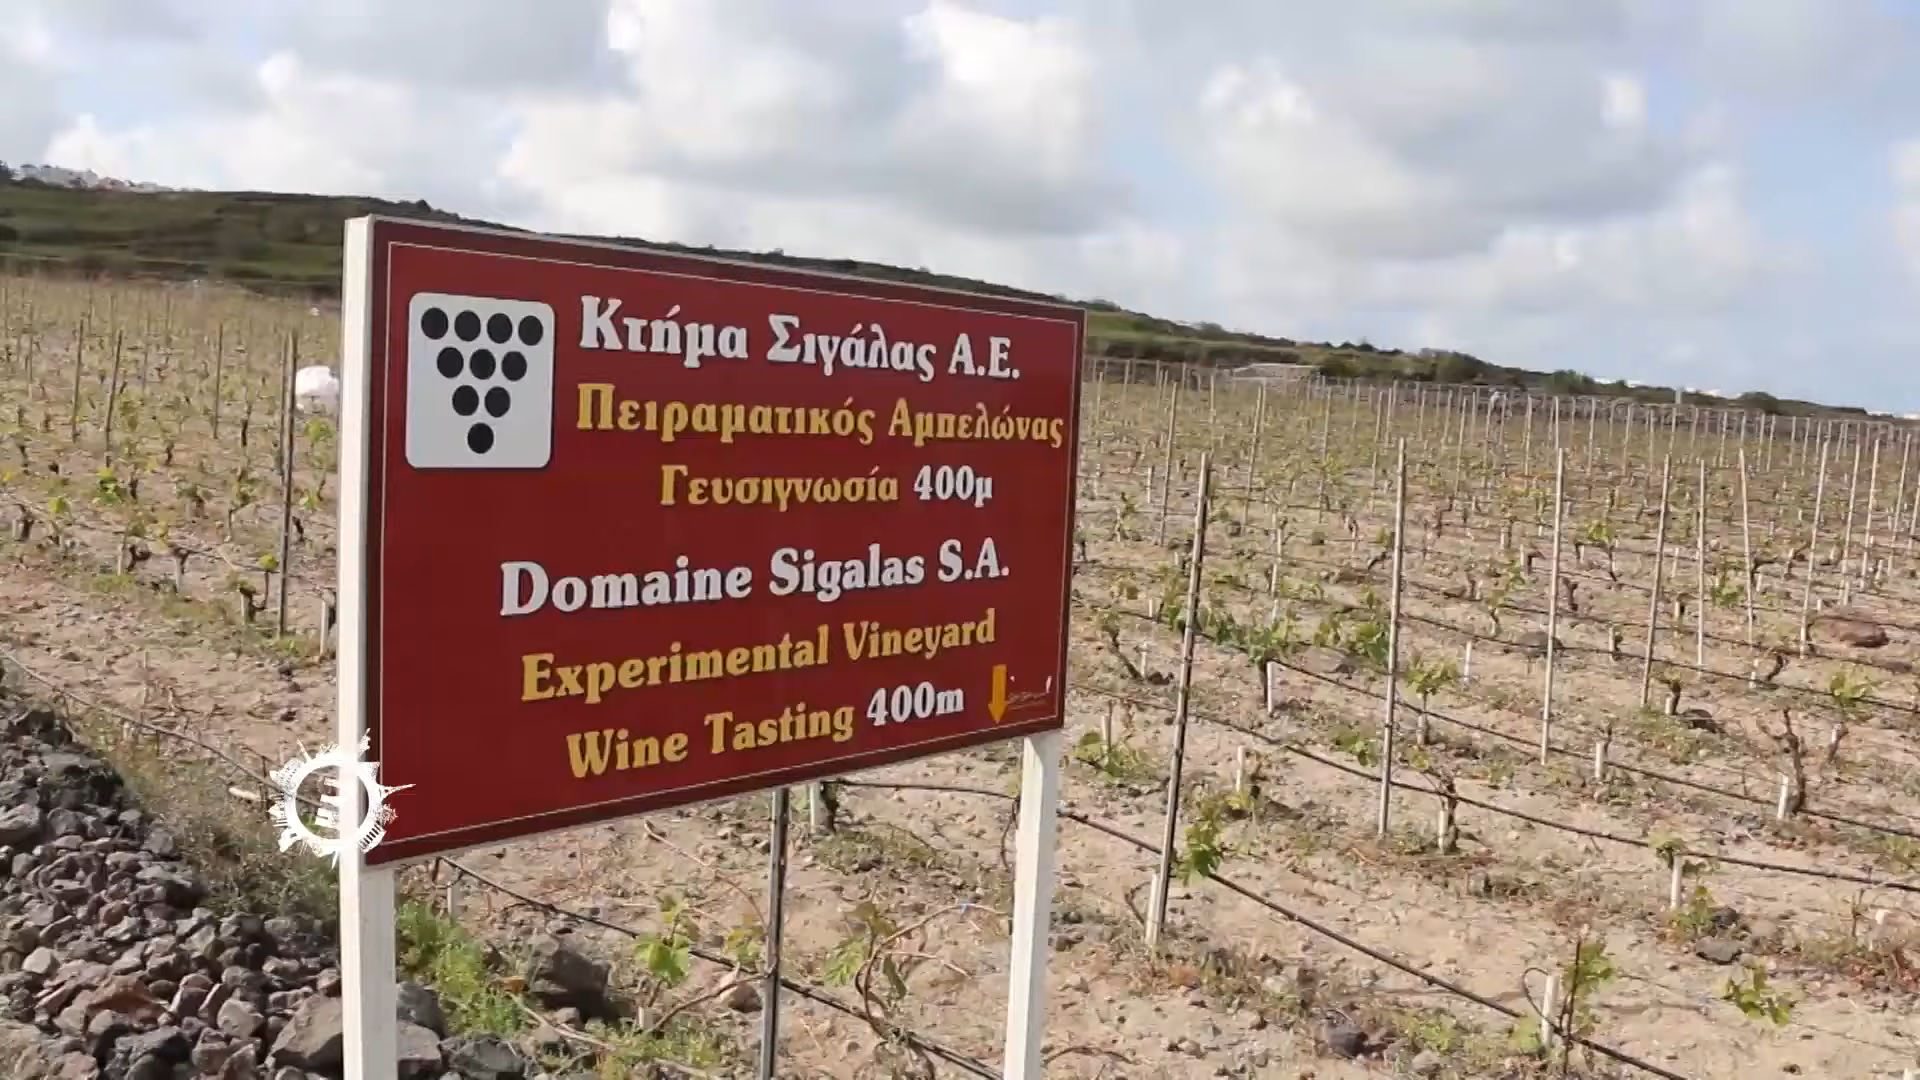 Κτήμα Σιγάλας Α.Ε.
Πειραματικός Αμπελώνας
Γευσιγνωσία 400μ
Domaine Sigalas S.A.
Experimental Vineyard
Wine Tasting 400m